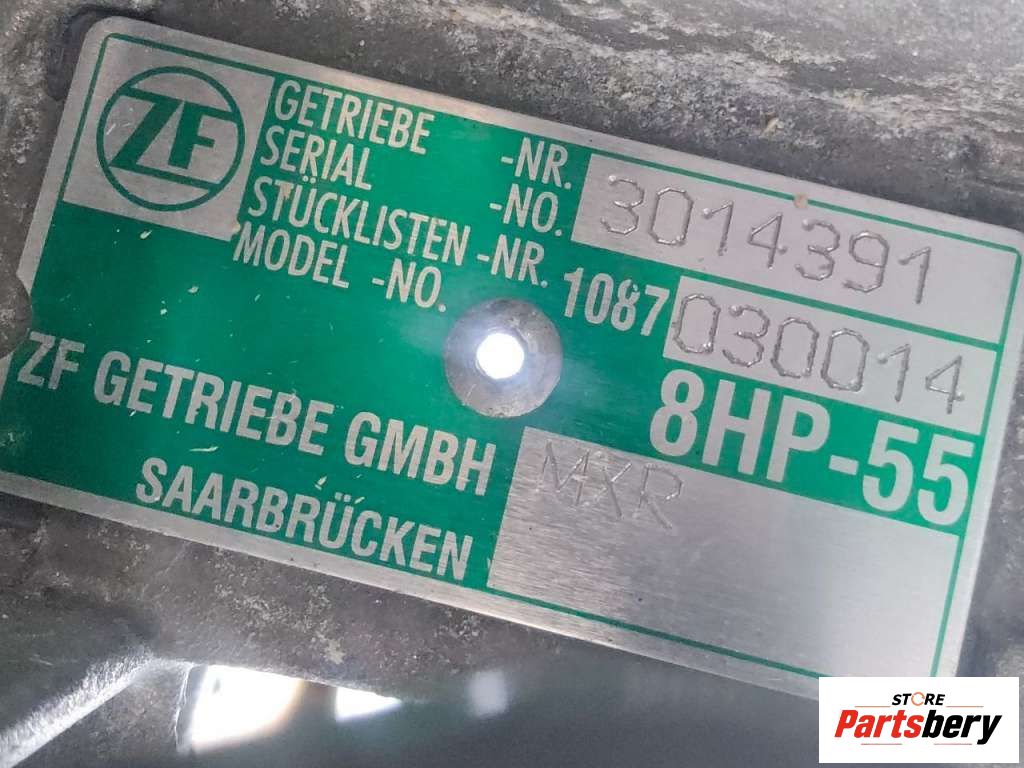 ZF
GETRIEBE -NR.
SERIAL -NO. 3014391
STÜCKLISTEN -NR.
MODEL -NO. 1087 030014
8HP-55
ZF GETRIEBE GMBH
SAARBRÜCKEN
MXR
STORE
Partsbery